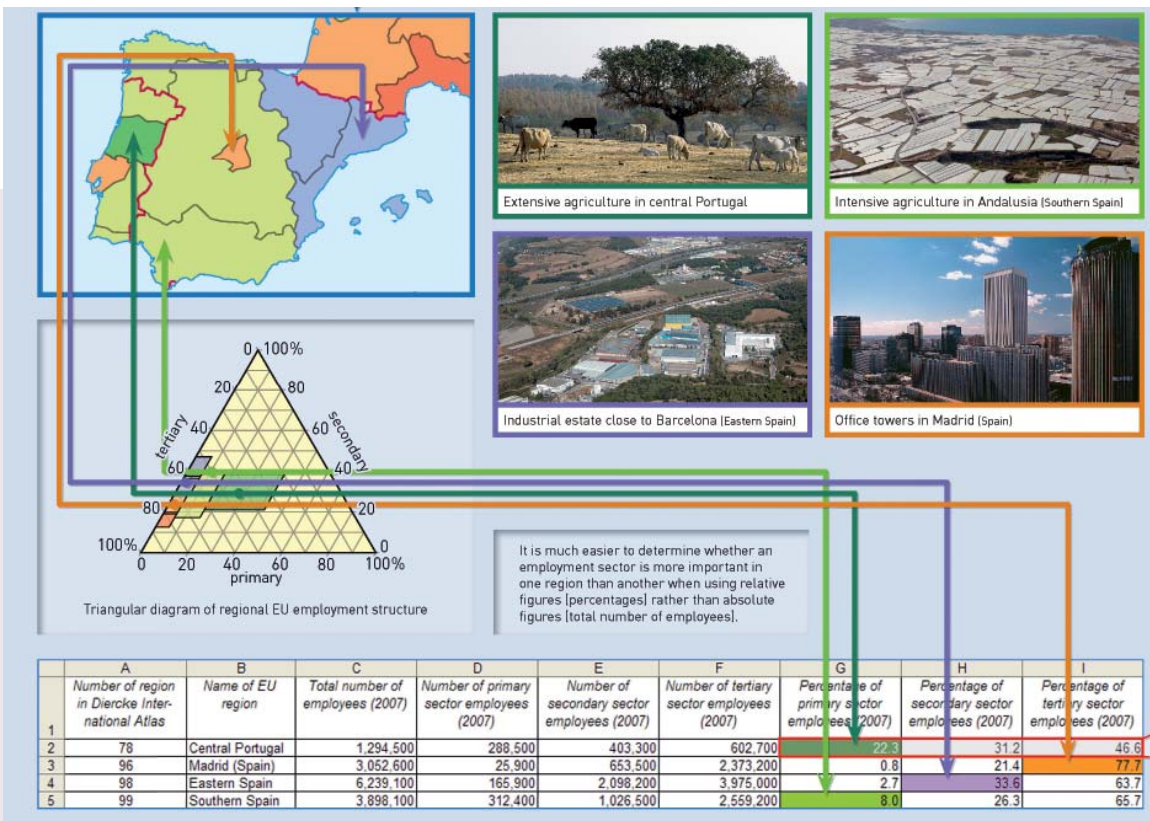 Extensive agriculture in central Portugal
Intensive agriculture in Andalusia (Southern Spain)
Industrial estate close to Barcelona (Eastern Spain)
Office towers in Madrid (Spain)
0 100%
20 80
40 60
60 40
80 20
100% 0
tertiary
secondary
0 20 40 60 80 100%
primary
Triangular diagram of regional EU employment structure
It is much easier to determine whether an
employment sector is more important in
one region than another when using relative
figures (percentages) rather than absolute
figures (total number of employees).
A B C D E F G H I
1
Number of region
in Diercke Inter-
national Atlas
Name of EU
region
Total number of
employees (2007)
Number of primary
sector employees
(2007)
Number of
secondary sector
employees (2007)
Number of tertiary
sector employees
(2007)
Percentage of
primary sector
employees (2007)
Percentage of
secondary sector
employees (2007)
Percentage of
tertiary sector
employees (2007)
2 78 Central Portugal 1,294,500 288,500 403,300 602,700 22.3 31.2 46.6
3 96 Madrid (Spain) 3,052,600 25,900 653,500 2,373,200 0.8 21.4 77.7
4 98 Eastern Spain 6,239,100 165,900 2,098,200 3,975,000 2.7 33.6 63.7
5 99 Southern Spain 3,898,100 312,400 1,026,500 2,559,200 8.0 26.3 65.7